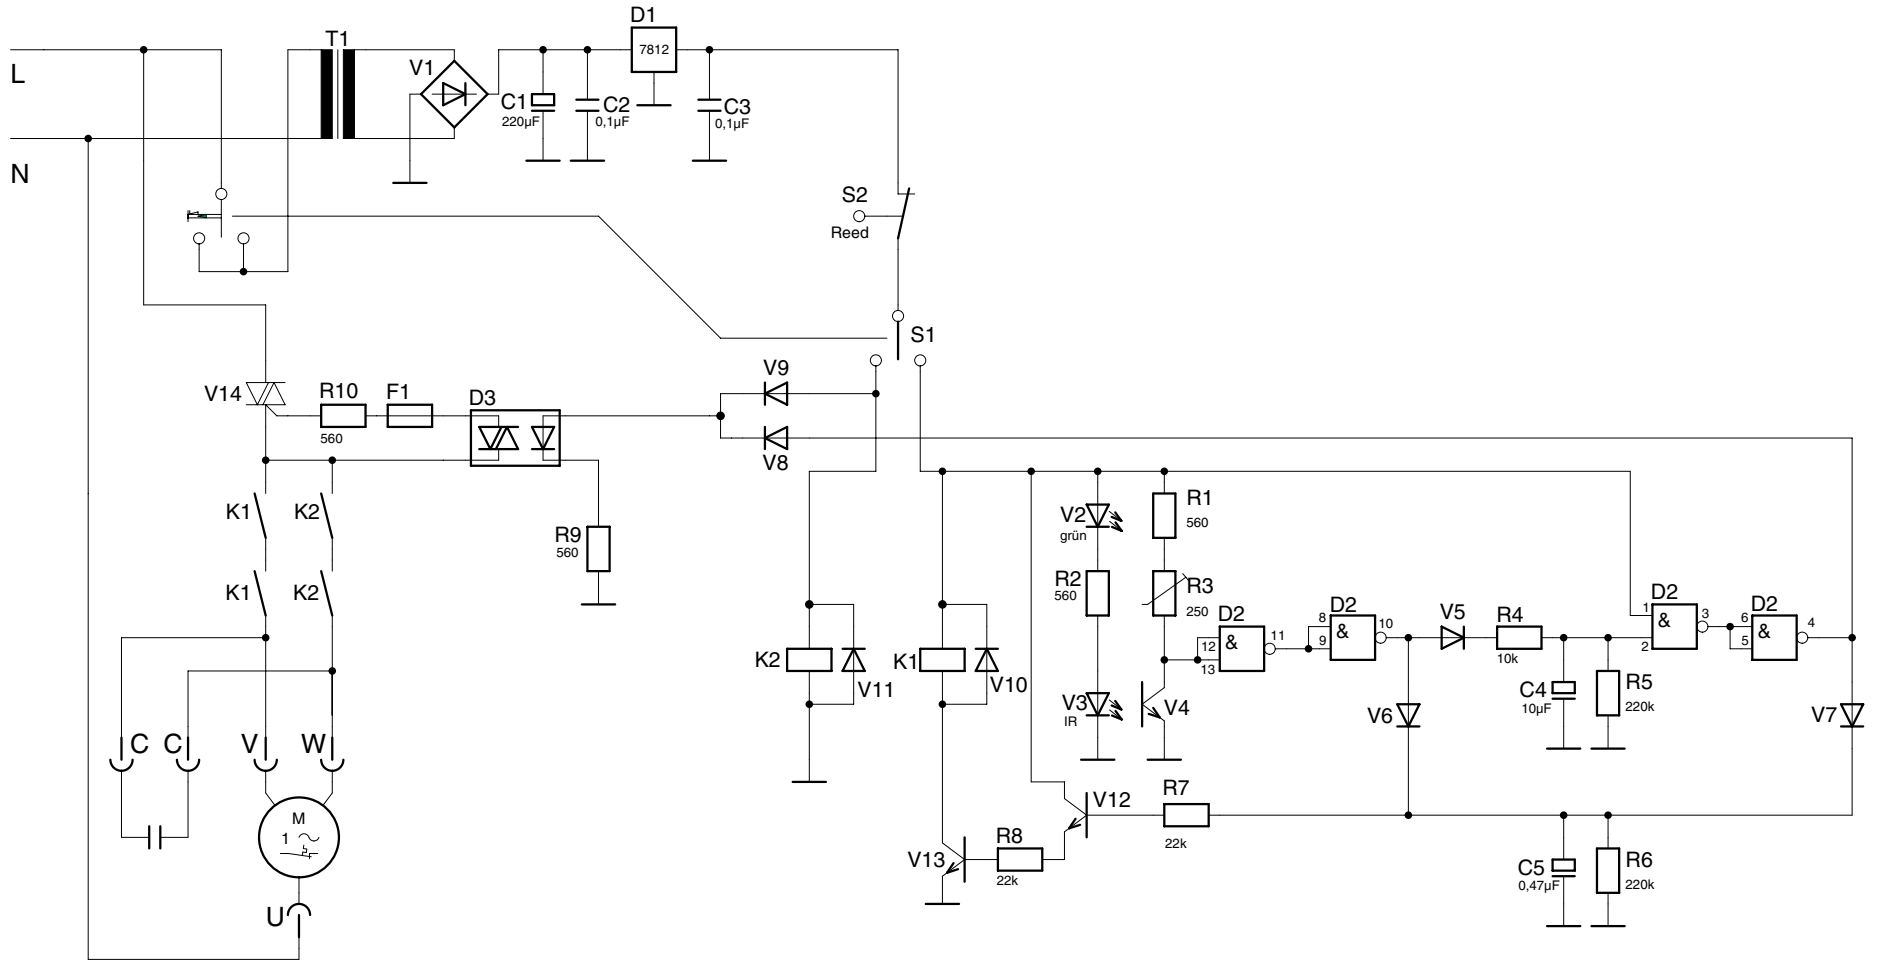 L
N
T1
V1
C1
220µF
C2
0,1µF
D1
7812
C3
0,1µF
S2
Reed
S1
V14
R10
560
F1
D3
V9
V8
K1
K2
K1
K2
R9
560
C
C
V
W
M
1
U
K2
V11
K1
V10
V2
grün
R1
560
R2
560
R3
250
V3
IR
V4
D2
&
12
13
11
D2
&
8
9
10
V5
R4
10k
C4
10µF
R5
220k
D2
&
1
2
3
D2
&
6
5
4
V6
V7
V12
R7
22k
V13
R8
22k
C5
0,47µF
R6
220k